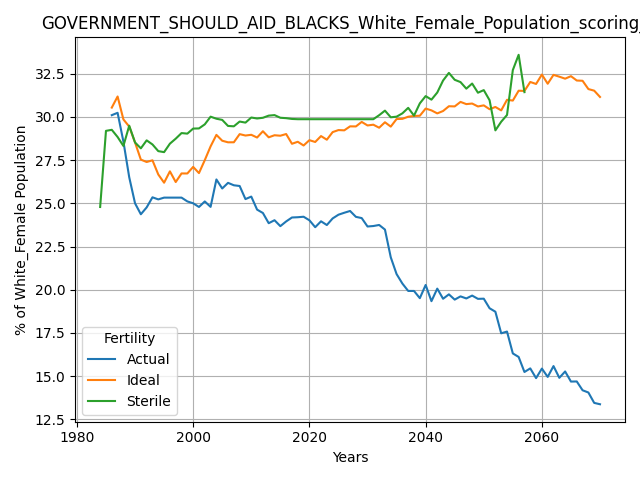 GOVERNMENT_SHOULD_AID_BLACKS_White_Female_Population_scoring_
% of White_Female Population
32.5
30.0
27.5
25.0
22.5
20.0
17.5
15.0
12.5
Fertility
Actual
Ideal
Sterile
1980
2000
2020
2040
2060
Years